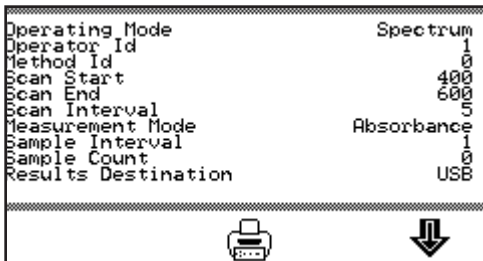 Operating Mode Spectrum
Operator Id 1
Method Id 0
Scan Start 400
Scan End 600
Scan Interval 5
Measurement Mode Absorbance
Sample Interval 1
Sample Count 0
Results Destination USB